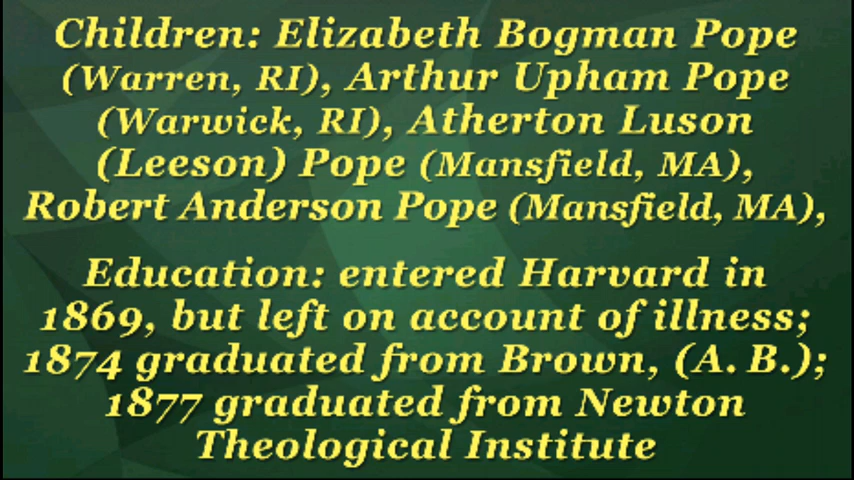 Children: Elizabeth Bogman Pope
(Warren, RI), Arthur Upham Pope
(Warwick, RI), Atherton Luson
(Leeson) Pope (Mansfield, MA),
Robert Anderson Pope (Mansfield, MA),
Education: entered Harvard in
1869, but left on account of illness;
1874 graduated from Brown, (A. B.);
1877 graduated from Newton
Theological Institute